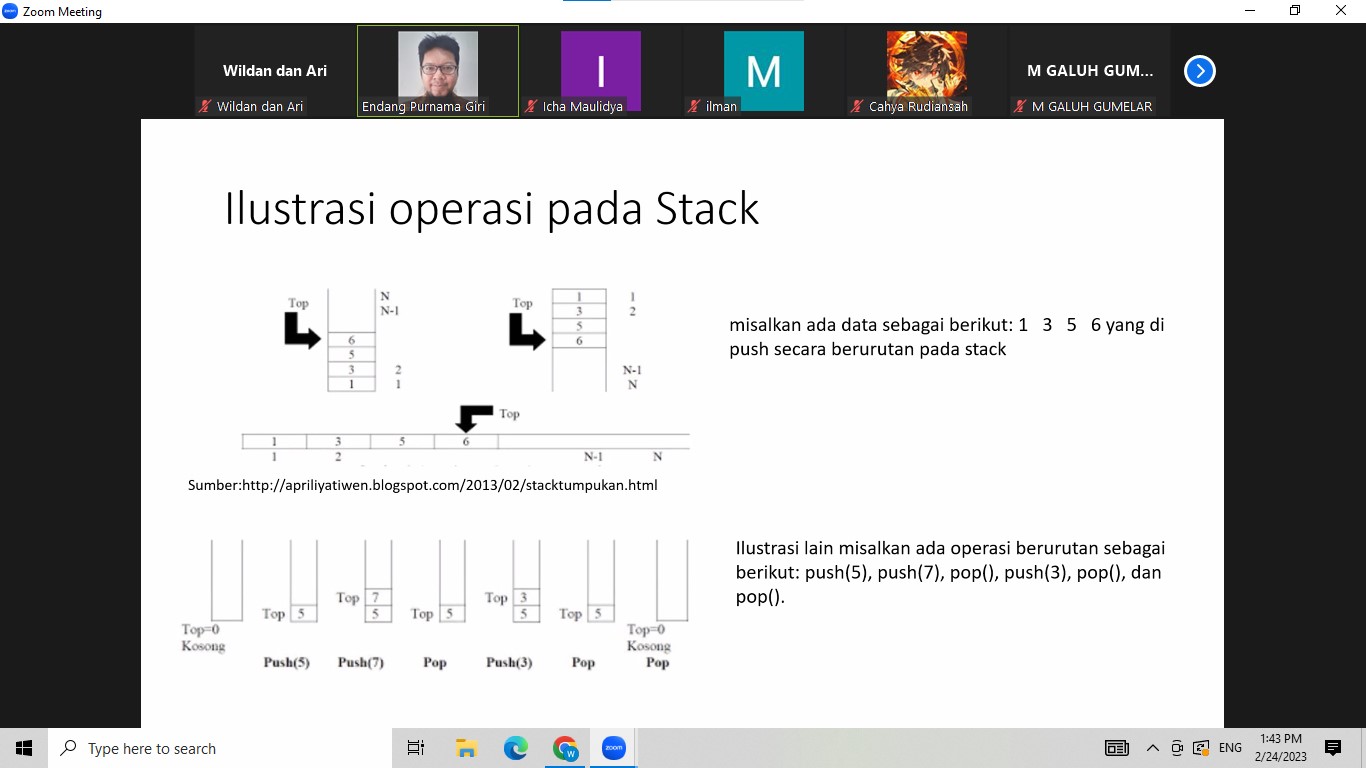 Zoom Meeting
Wildan dan Ari
I
M
M GALUH GUM...
Wildan dan Ari
Endang Purnama Giri
Icha Maulidya
ilman
Cahya Rudiansah
M GALUH GUMELAR
Ilustrasi operasi pada Stack
Top
N
N-1
6
5
3 2
1 1
Top
1 1
3 2
5
6
N-1
N
misalkan ada data sebagai berikut: 1 3 5 6 yang di
push secara berurutan pada stack
Top
1 3 5 6
1 2 N-1 N
Sumber:http://apriliyatiwen.blogspot.com/2013/02/stacktumpukan.html
Top 7 Top 3
Top 5 5 Top 5 5 Top 5
Top=0 Top=0
Kosong Kosong
Push(5) Push(7) Pop Push(3) Pop Pop
Ilustrasi lain misalkan ada operasi berurutan sebagai
berikut: push(5), push(7), pop(), push(3), pop(), dan
pop().
Type here to search
W
zoom
ENG
1:43 PM
2/24/2023